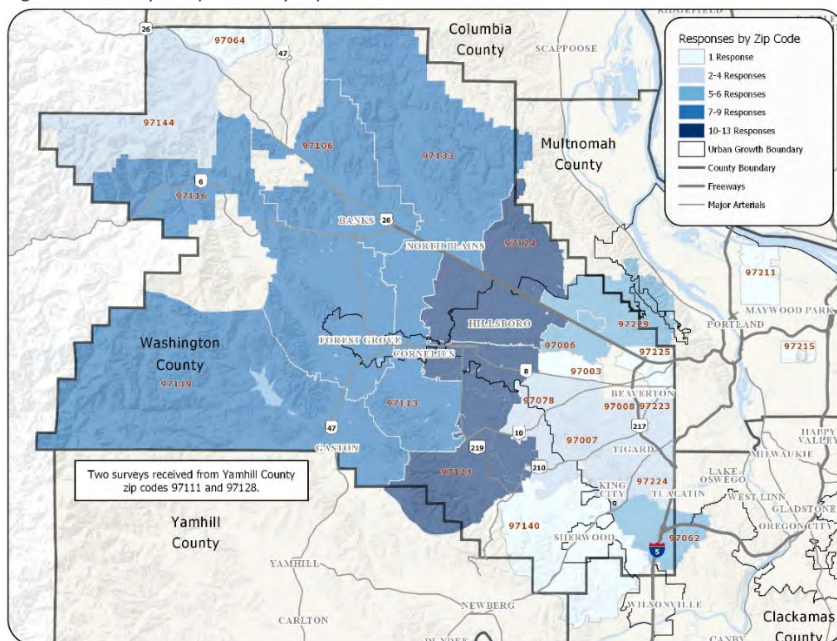 Columbia
County
RIDGEFIELD
SCAPPOOSE
Responses by Zip Code
1 Response
2-4 Responses
5-6 Responses
7-9 Responses
10-13 Responses
Urban Growth Boundary
County Boundary
Freeways
Major Arterials
26
97064
47
97144
97106
97133
Multnomah
County
6
97116
BANKS
26
NORTH PLAINS
97124
97211
MAYWOOD PARK
HILLSBORO
97229
PORTLAND
Washington
County
FOREST GROVE
CORNELIUS
97006
97225
97215
97119
8
97003
BEAVERTON
97113
97078
97008
97223
HAPPY
VALLEY
47
10
217
MILWAUKIE
GASTON
219
97007
TIGARD
97123
210
97224
LAKE
OSWEGO
Two surveys received from Yamhill County
zip codes 97111 and 97128.
KING
CITY
TUALATIN
WEST LINN
GLADSTONE
OREGON CITY
Yamhill
County
97140
SHERWOOD
97062
5
YAMHILL
NEWBERG
WILSONVILLE
CARLTON
Clackamas
County
DUNDEE
CANBY